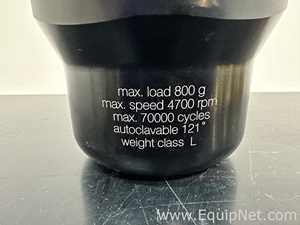 max. load 800 g
max. speed 4700 rpm
max. 70000 cycles
autoclavable 121°
weight class L
www.EquipNet.com